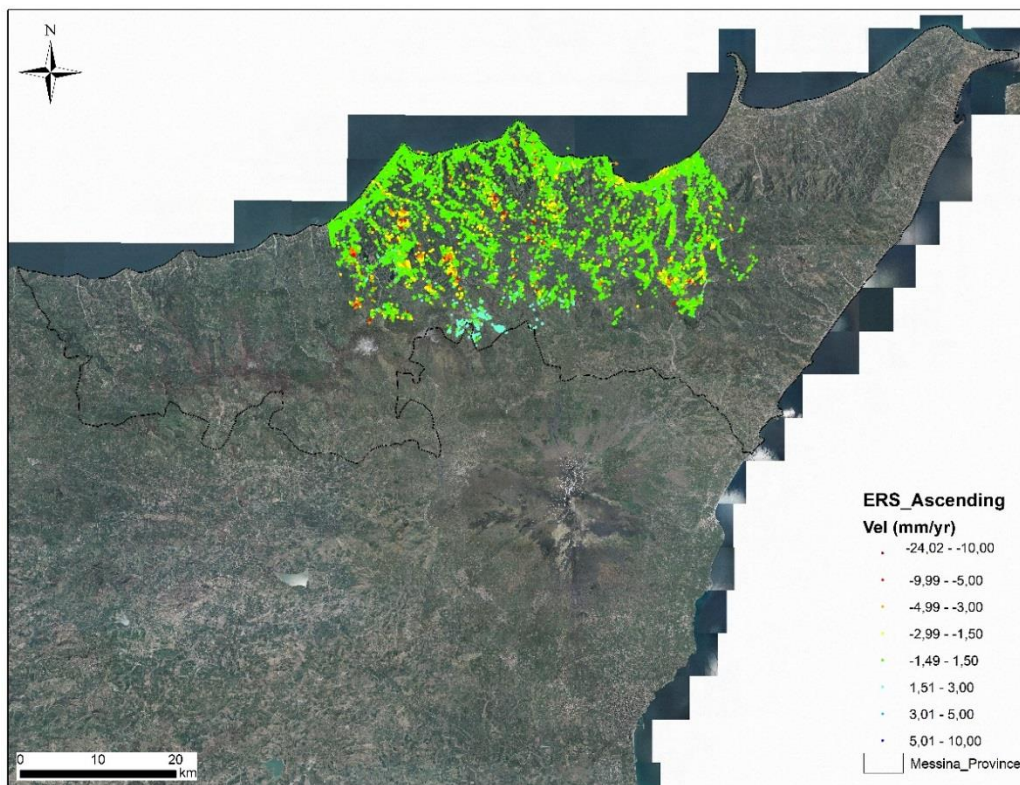 N
ERS_Ascending
Vel (mm/yr)
-24,02 - -10,00
-9,99 - -5,00
-4,99 - -3,00
-2,99 - -1,50
-1,49 - 1,50
1,51 - 3,00
3,01 - 5,00
5,01 - 10,00
Messina_Province
0 10 20
km